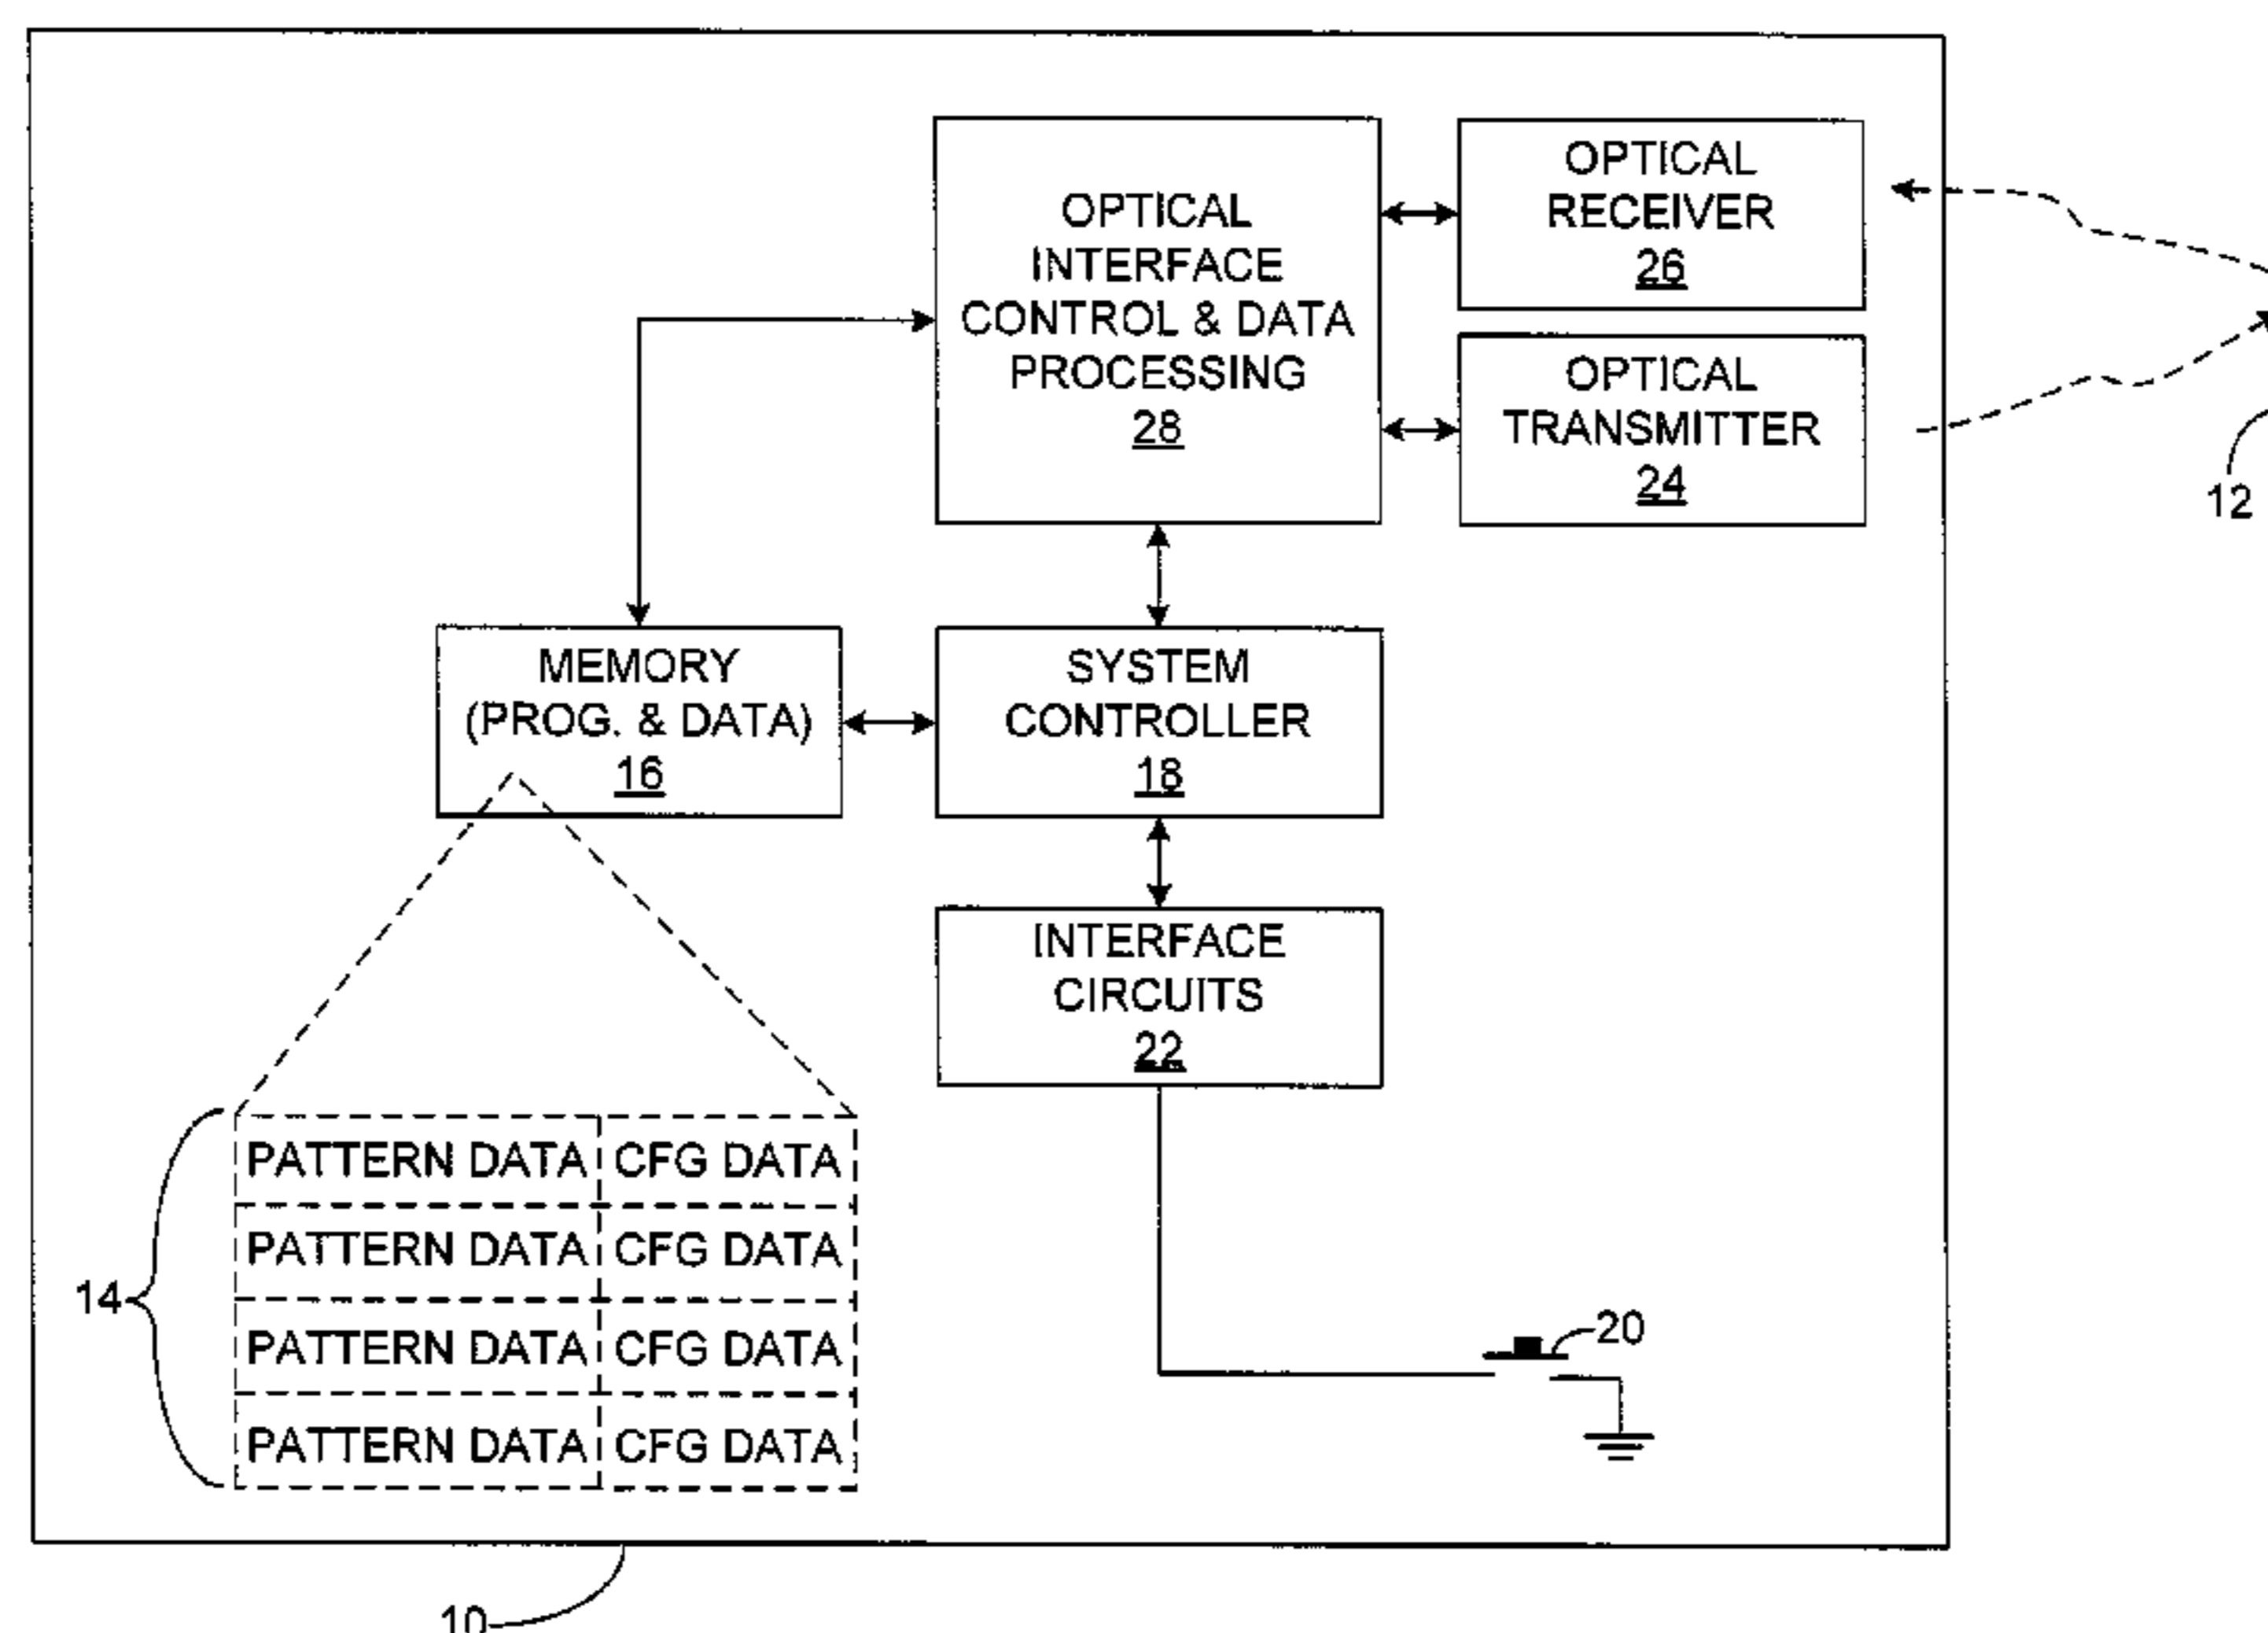 OPTICAL
INTERFACE
CONTROL & DATA
PROCESSING
28
OPTICAL
RECEIVER
26
OPTICAL
TRANSMITTER
24
12
MEMORY
(PROG. & DATA)
16
SYSTEM
CONTROLLER
18
INTERFACE
CIRCUITS
22
PATTERN DATA CFG DATA
PATTERN DATA CFG DATA
14
PATTERN DATA CFG DATA
PATTERN DATA CFG DATA
20
10